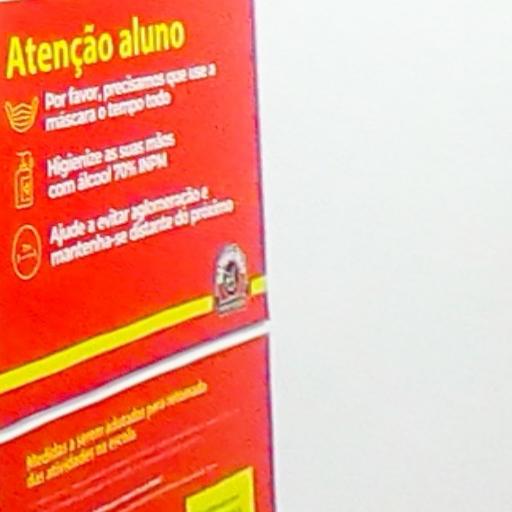 Atenção aluno
Por favor, precisamos que use a
máscara o tempo todo
Higienize as suas mãos
com álcool 70% INPM
Ajude a evitar aglomeração e
mantenha-se distante do próximo
Medidas a serem adotadas para retomada
das atividades na escola